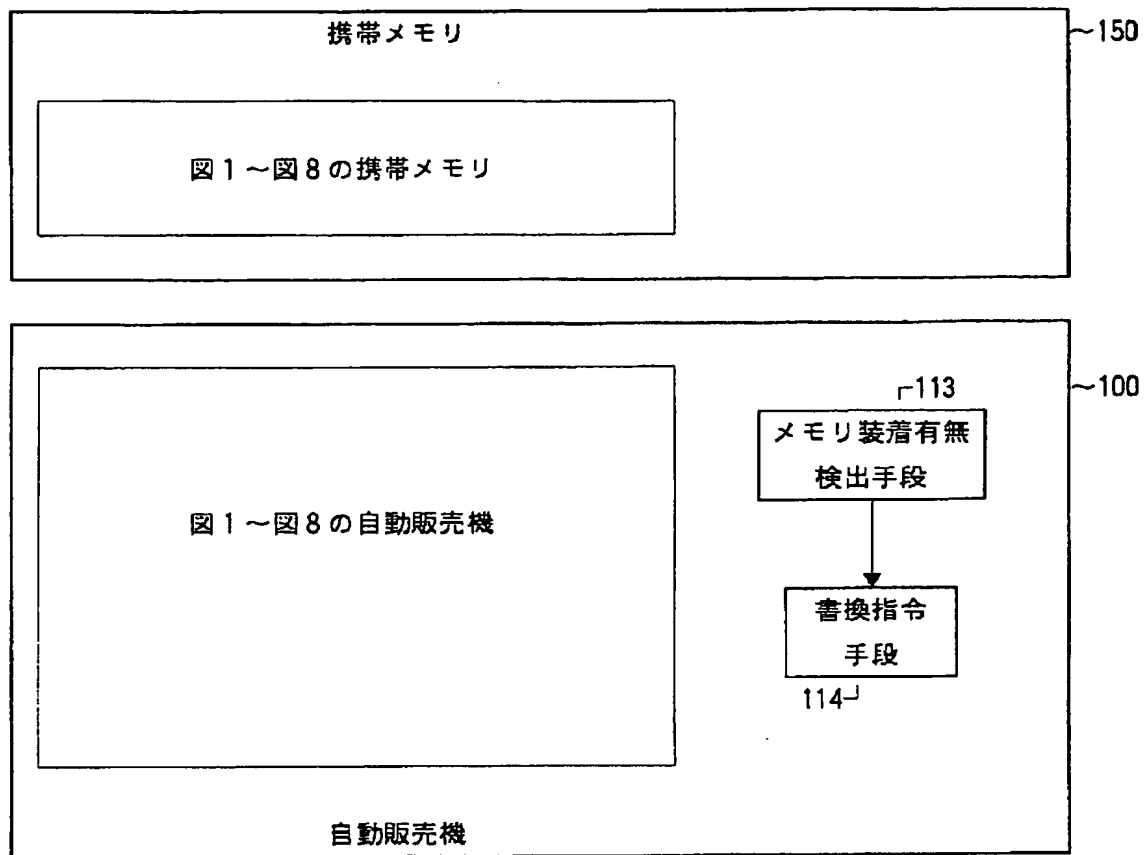 携帯メモリ
～150
図1～図8の携帯メモリ
～100
113
メモリ装着有無
検出手段
図1～図8の自動販売機
書換指令
手段
114
自動販売機